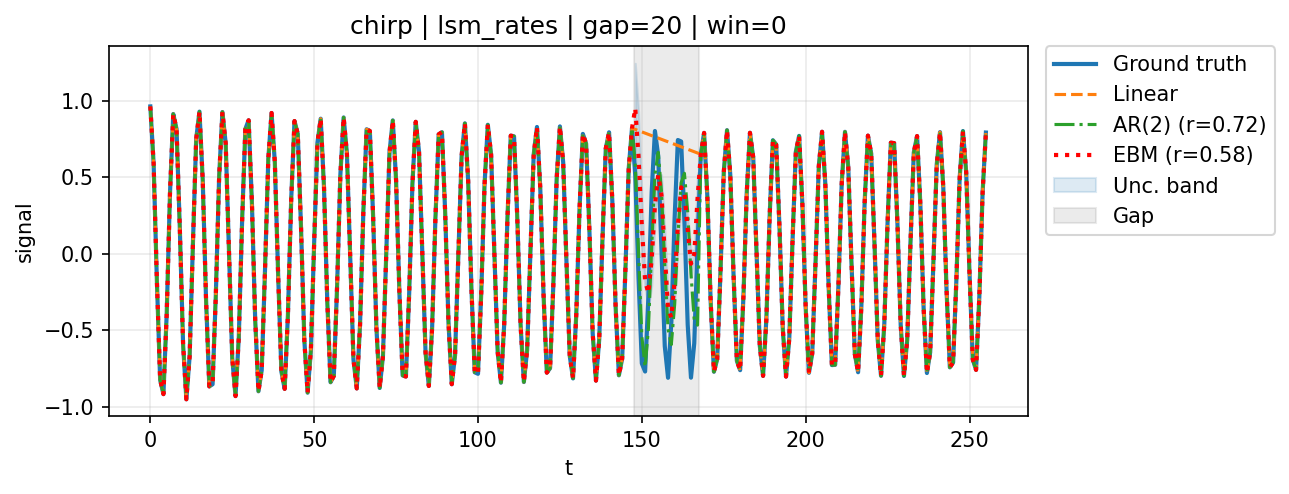 chirp | lsm_rates | gap=20 | win=0
signal
1.0
0.5
0.0
−0.5
−1.0
0
50
100
150
200
250
t
Ground truth
Linear
AR(2) (r=0.72)
EBM (r=0.58)
Unc. band
Gap